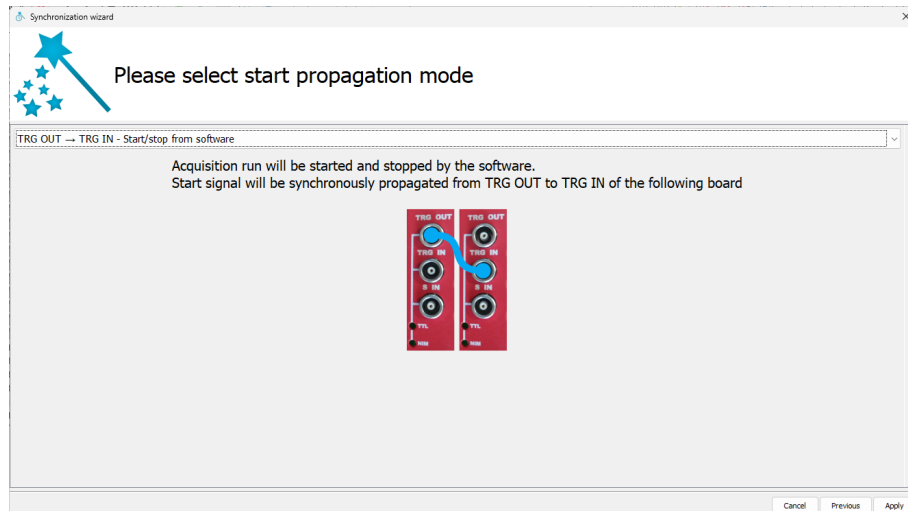 Synchronization wizard
Please select start propagation mode
TRG OUT → TRG IN - Start/stop from software
Acquisition run will be started and stopped by the software.
Start signal will be synchronously propagated from TRG OUT to TRG IN of the following board
TRG OUT TRG OUT
TRG IN TRG IN
S IN S IN
TTL TTL
NIM NIM
Cancel Previous Apply